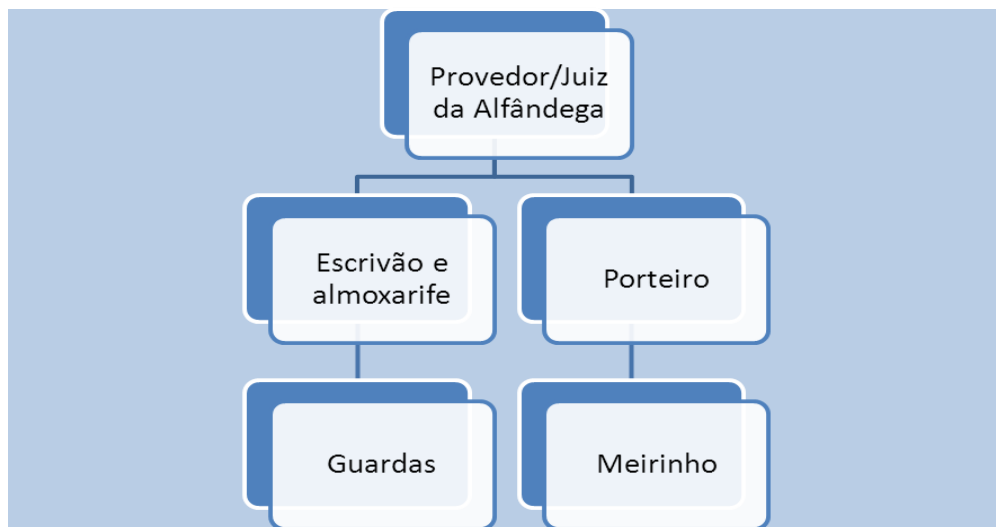 Provedor/Juiz
da Alfândega
Escrivão e
almoxarife
Porteiro
Guardas
Meirinho